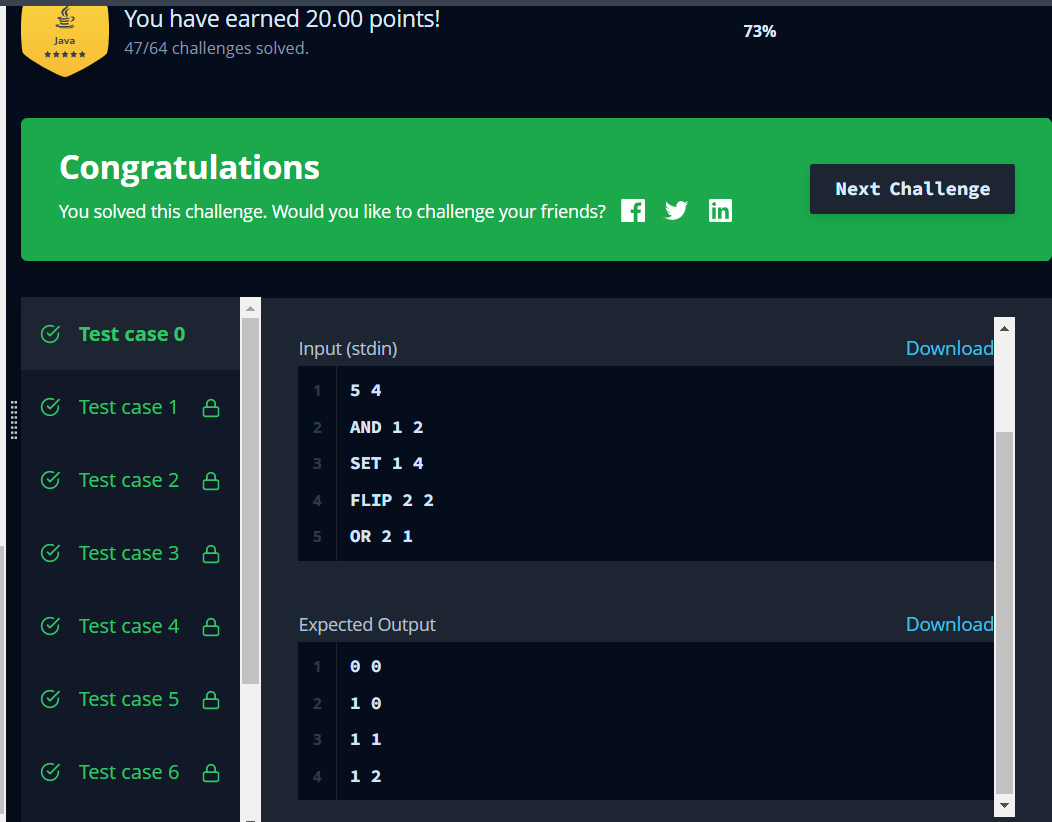 You have earned 20.00 points!
Java
★★★★★
47/64 challenges solved.
73%
Congratulations
You solved this challenge. Would you like to challenge your friends?
Next Challenge
Test case 0
Test case 1
Test case 2
Test case 3
Test case 4
Test case 5
Test case 6
Input (stdin)
Download
1 5 4
2 AND 1 2
3 SET 1 4
4 FLIP 2 2
5 OR 2 1
Expected Output
Download
1 0 0
2 1 0
3 1 1
4 1 2